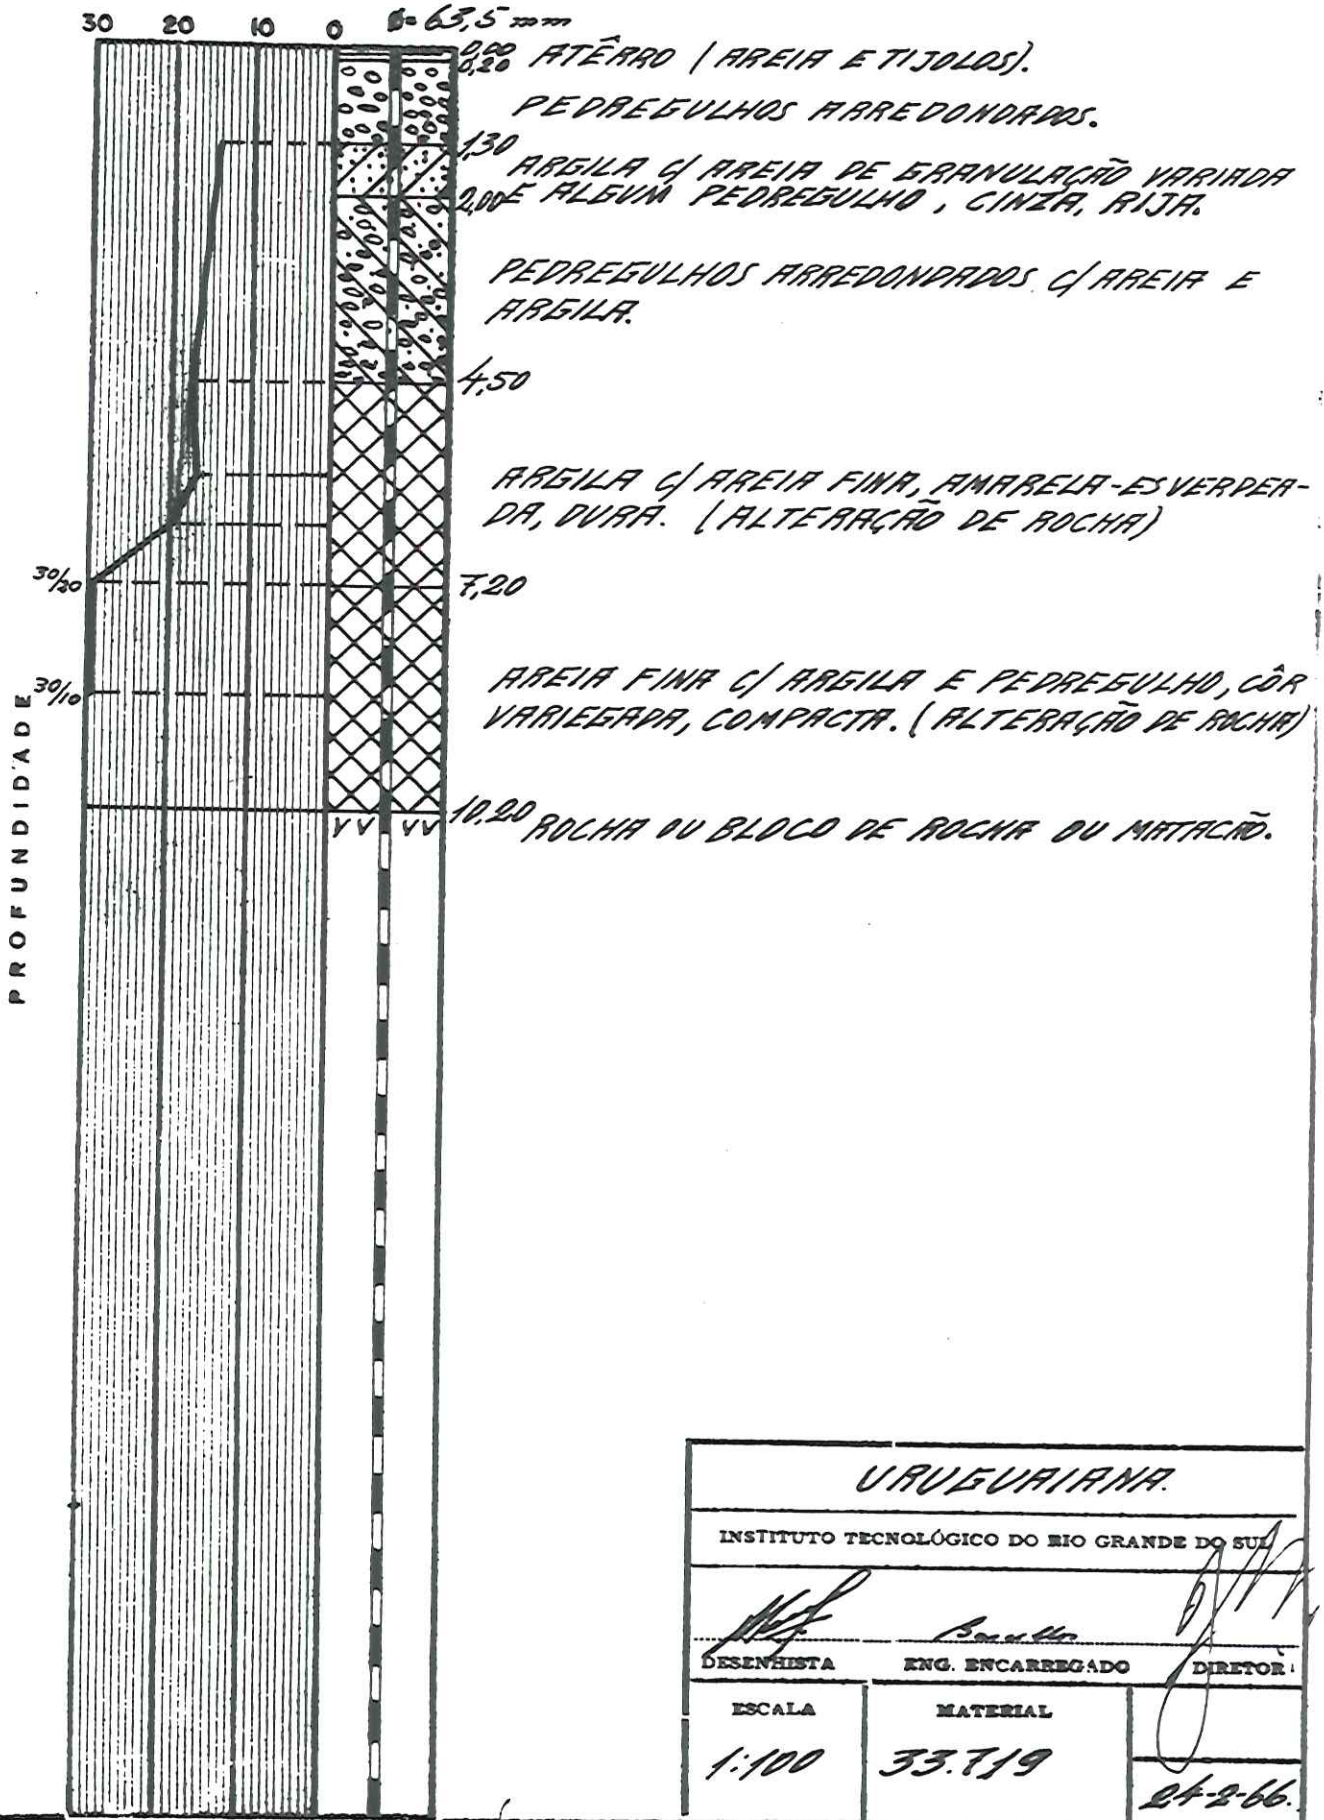 30 20 10 0 Ø= 63,5 mm
0,00
0,20
ATÊRRO (AREIA E TIJOLOS).
PEDREGULHOS ARREDONDADOS.
1,30
ARGILA C/ AREIA DE GRANULAÇÃO VARIADA
2,00 E ALGUM PEDREGULHO, CINZA, RIJA.
PEDREGULHOS ARREDONDADOS C/ AREIA E
ARGILA.
4,50
ARGILA C/ AREIA FINA, AMARELA-ESVERDEA-
DA, DURA. (ALTERAÇÃO DE ROCHA)
30/20
7,20
30/10
AREIA FINA C/ ARGILA E PEDREGULHO, CÔR
VARIEGADA, COMPACTA. (ALTERAÇÃO DE ROCHA)
10,20 ROCHA OU BLOCO DE ROCHA OU MATACÃO.
PROFUNDIDADE
URUGUAIANA.
INSTITUTO TECNOLÓGICO DO RIO GRANDE DO SUL
DESENHISTA ENG. ENCARREGADO DIRETOR
ESCALA MATERIAL
1:100 33.719
24-2-66.